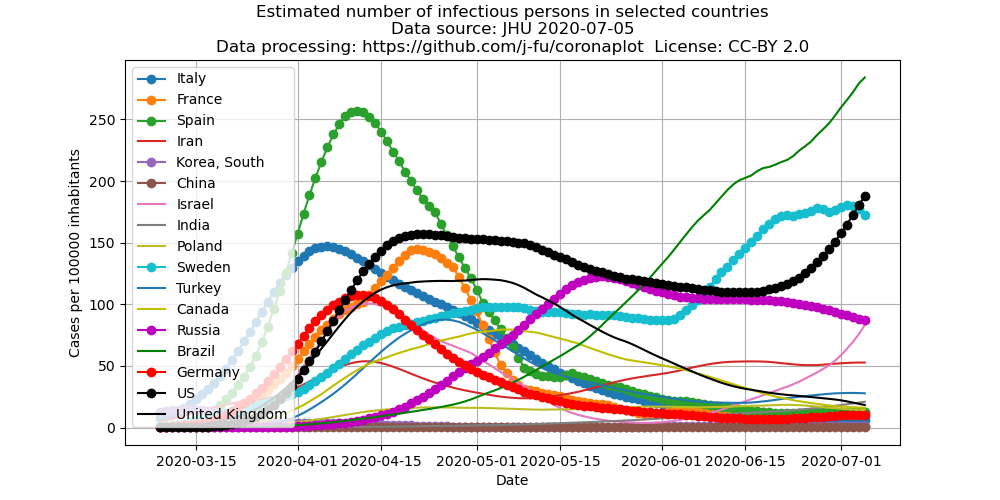 Estimated number of infectious persons in selected countries
Data source: JHU 2020-07-05
Data processing: https://github.com/j-fu/coronaplot License: CC-BY 2.0
Cases per 100000 inhabitants
250
200
150
100
50
0
Italy
France
Spain
Iran
Korea, South
China
Israel
India
Poland
Sweden
Turkey
Canada
Russia
Brazil
Germany
US
United Kingdom
2020-03-15 2020-04-01 2020-04-15 2020-05-01 2020-05-15 2020-06-01 2020-06-15 2020-07-01
Date